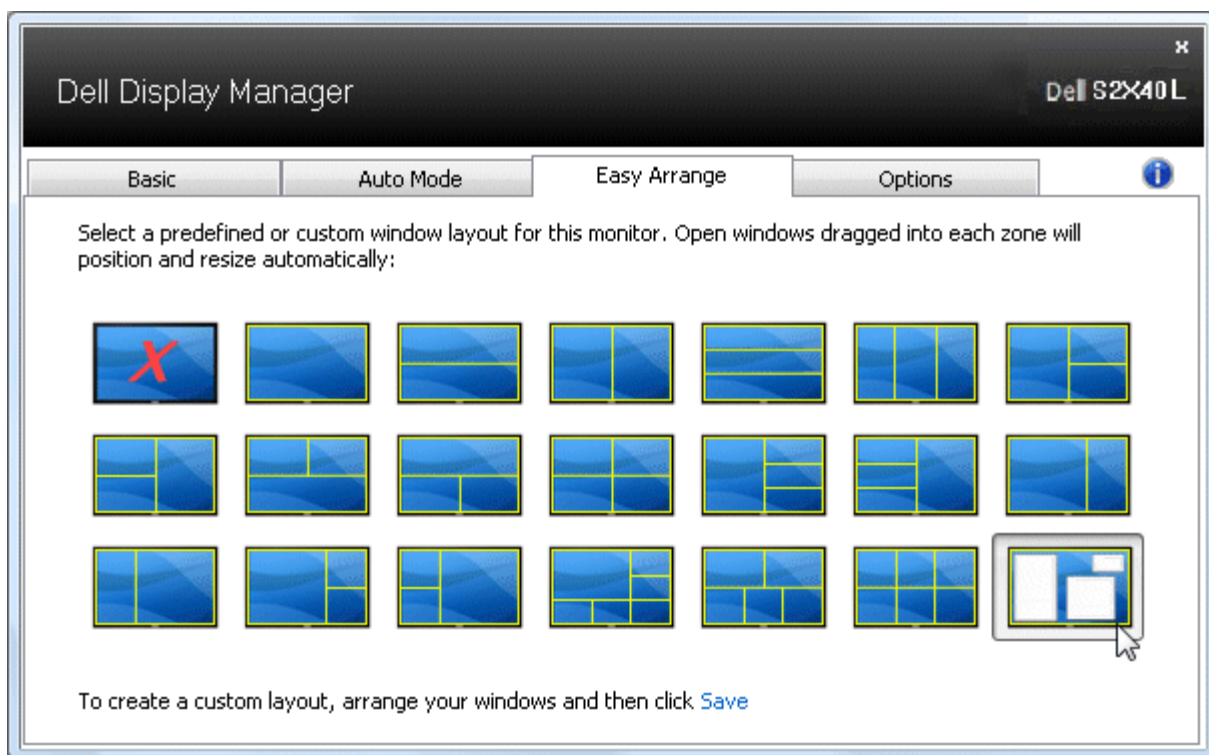 x
Dell Display Manager
Dell S2X40L
Basic
Auto Mode
Easy Arrange
Options
i
Select a predefined or custom window layout for this monitor. Open windows dragged into each zone will
position and resize automatically:
X
To create a custom layout, arrange your windows and then click Save